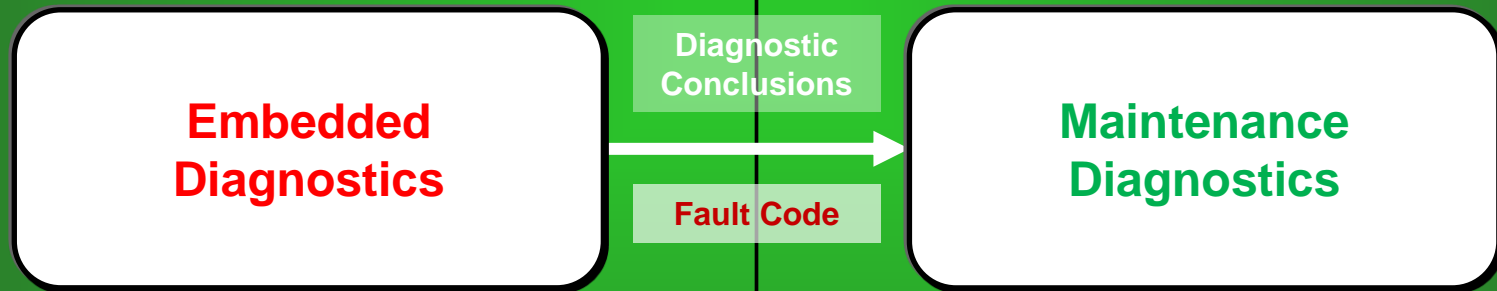 Embedded
Diagnostics
Diagnostic
Conclusions
Fault Code
Maintenance
Diagnostics